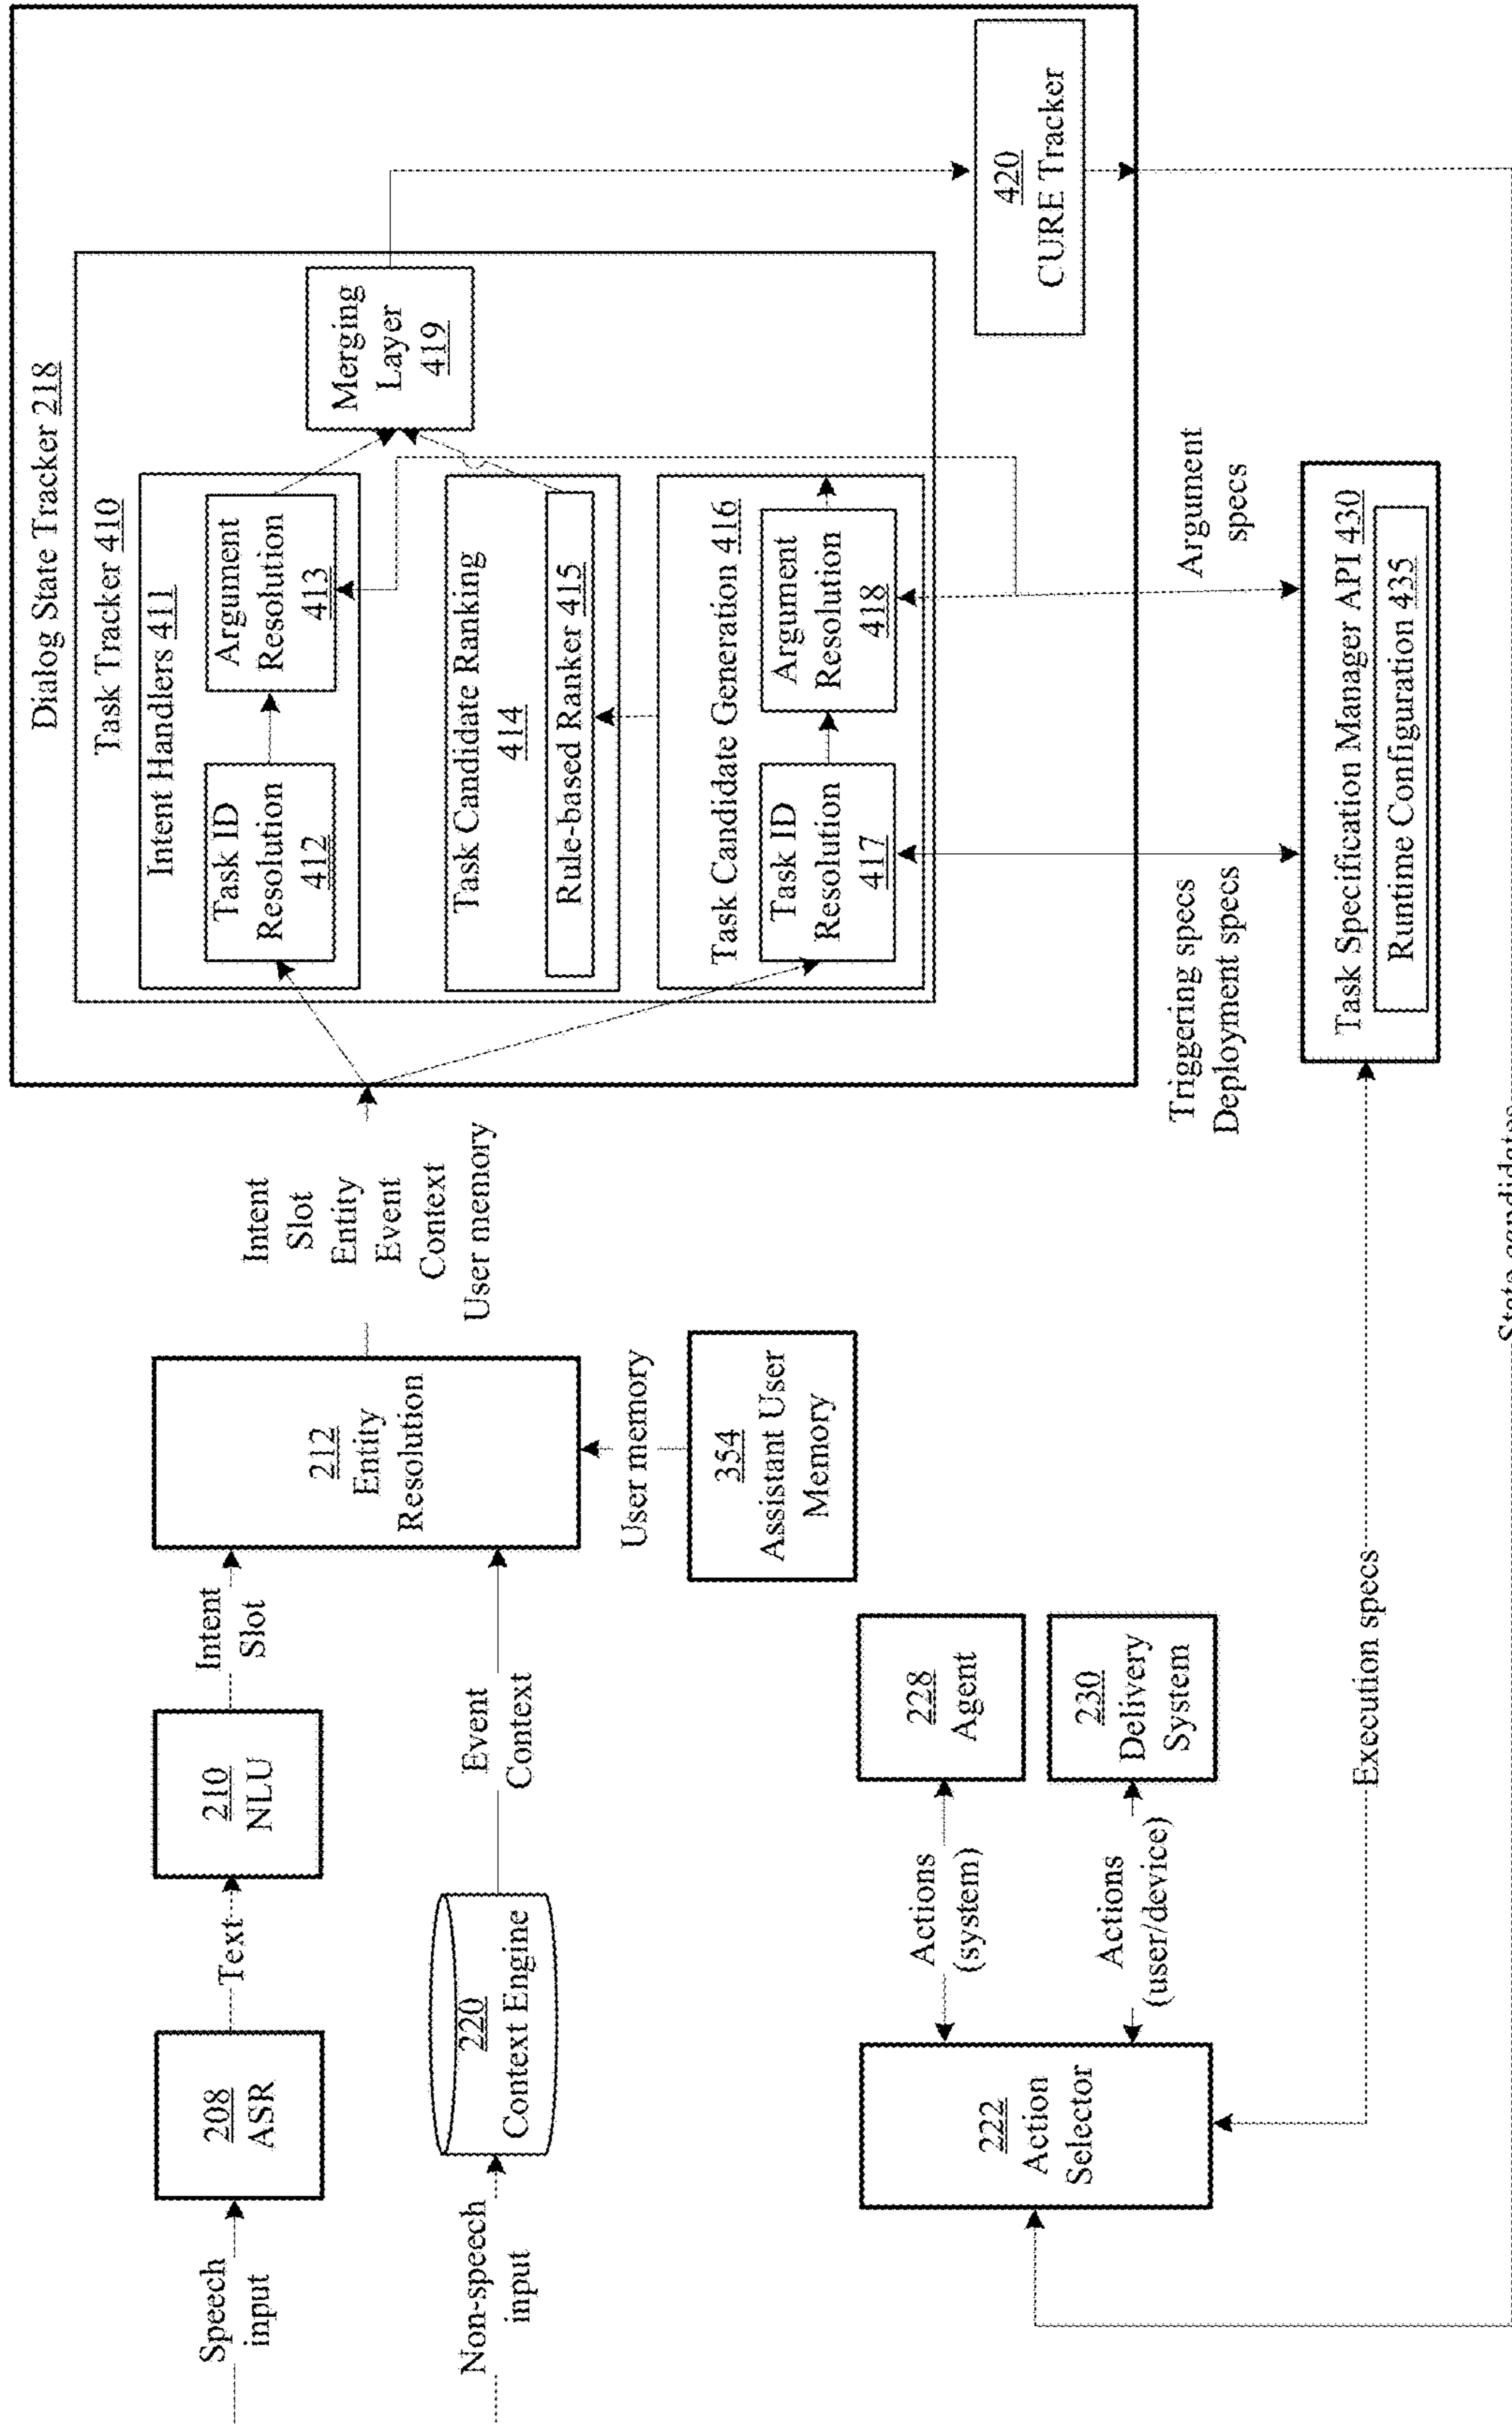 Speech
input
208
ASR
Text
210
NLU
Intent
Slot
Non-speech
input
220
Context Engine
Event
Context
212
Entity
Resolution
User memory
354
Assistant User
Memory
Intent
Slot
Entity
Event
Context
User memory
Dialog State Tracker 218
Task Tracker 410
Intent Handlers 411
Task ID
Resolution
412
Argument
Resolution
413
Task Candidate Ranking
414
Rule-based Ranker 415
Task Candidate Generation 416
Task ID
Resolution
417
Argument
Resolution
418
Merging
Layer
419
420
CURE Tracker
Triggering specs
Deployment specs
Argument
specs
Task Specification Manager API 430
Runtime Configuration 435
222
Action
Selector
Actions
(system)
228
Agent
Actions
(user/device)
230
Delivery
System
Execution specs
State candidates